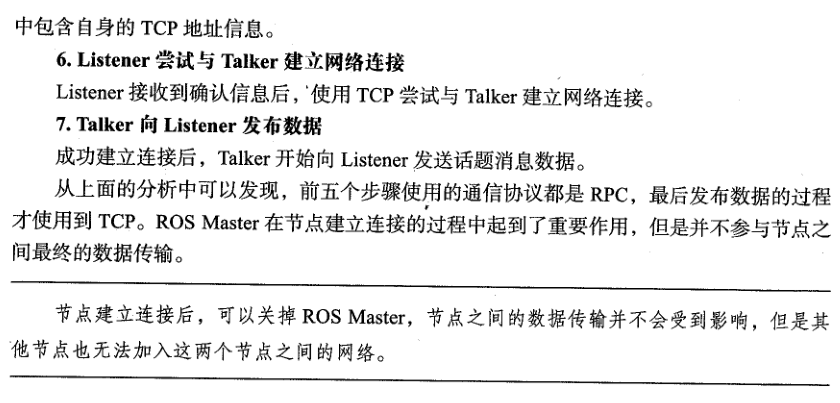 中包含自身的 TCP 地址信息。
6. Listener 尝试与 Talker 建立网络连接
Listener 接收到确认信息后，使用 TCP 尝试与 Talker 建立网络连接。
7. Talker 向 Listener 发布数据
成功建立连接后，Talker 开始向 Listener 发送话题消息数据。
从上面的分析中可以发现，前五个步骤使用的通信协议都是 RPC，最后发布数据的过程
才使用到 TCP。ROS Master 在节点建立连接的过程中起到了重要作用，但是并不参与节点之
间最终的数据传输。
节点建立连接后，可以关掉 ROS Master，节点之间的数据传输并不会受到影响，但是其
他节点也无法加入这两个节点之间的网络。